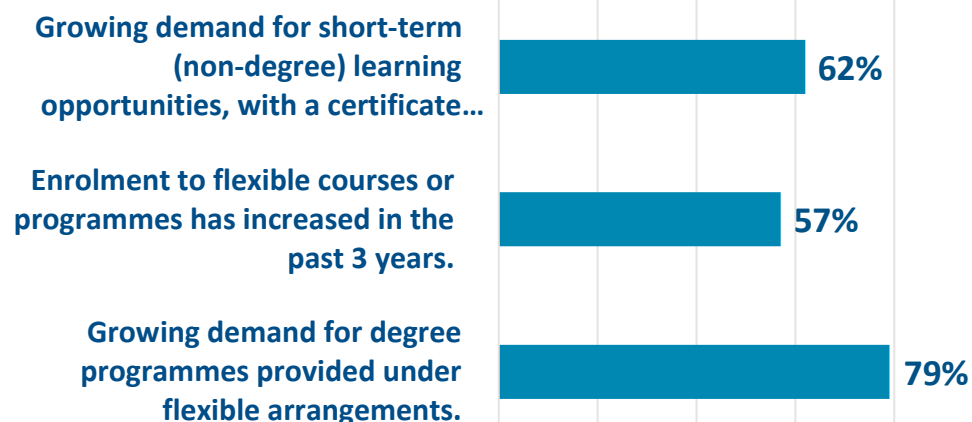 Growing demand for short-term
(non-degree) learning
opportunities, with a certificate…
62%
Enrolment to flexible courses or
programmes has increased in the
past 3 years.
57%
Growing demand for degree
programmes provided under
flexible arrangements.
79%